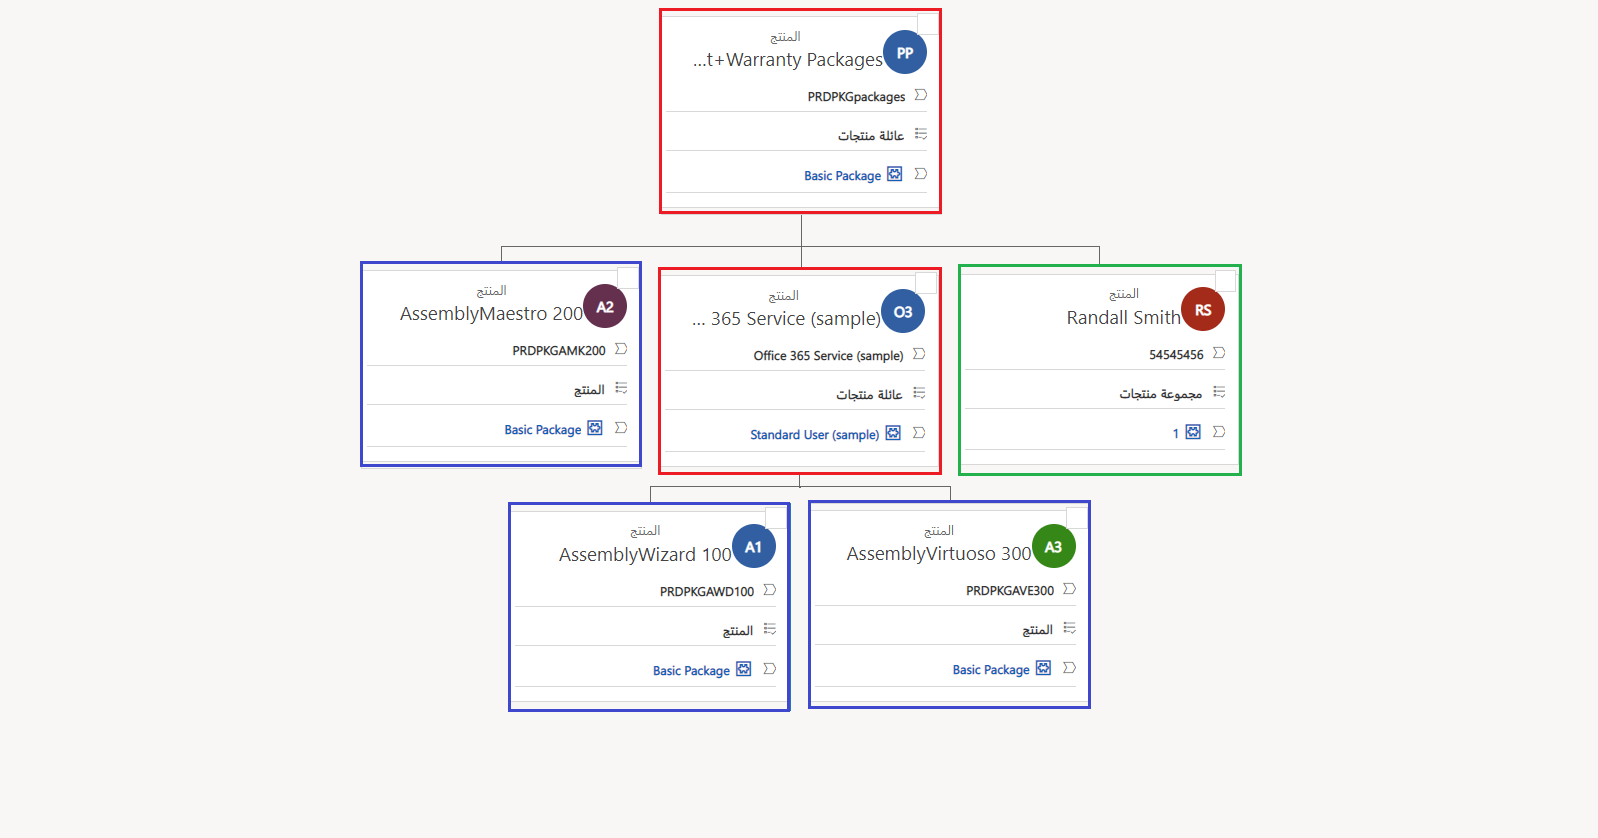 المنتج
PP
...t+Warranty Packages
PRDPKGpackages
عائلة منتجات
Basic Package
المنتج
RS
Randall Smith
54545456
مجموعة منتجات
1
المنتج
O3
... 365 Service (sample)
Office 365 Service (sample)
عائلة منتجات
Standard User (sample)
المنتج
A2
AssemblyMaestro 200
PRDPKGAMK200
المنتج
Basic Package
المنتج
A3
AssemblyVirtuoso 300
PRDPKGAVE300
المنتج
Basic Package
المنتج
A1
AssemblyWizard 100
PRDPKGAWD100
المنتج
Basic Package